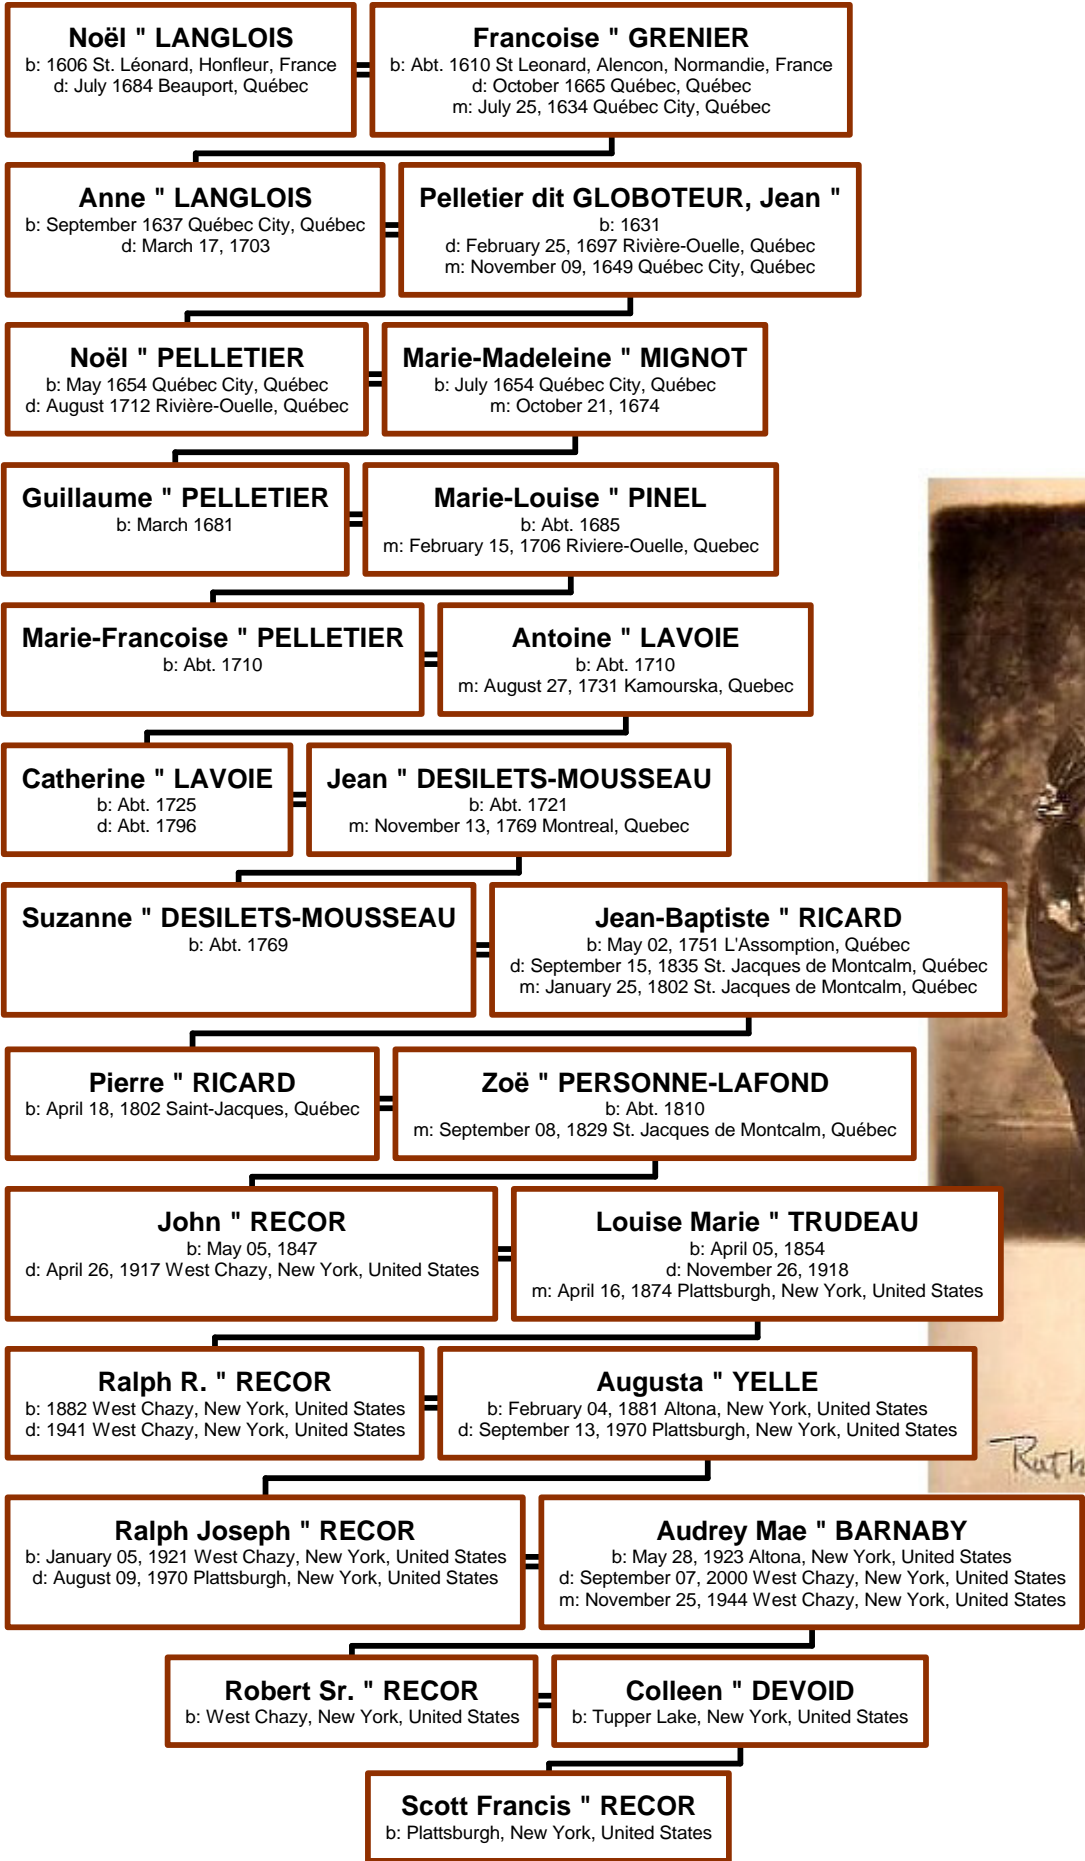 Noël " LANGLOIS
b: 1606 St. Léonard, Honfleur, France
d: July 1684 Beauport, Québec
Francoise " GRENIER
b: Abt. 1610 St Leonard, Alencon, Normandie, France
d: October 1665 Québec, Québec
m: July 25, 1634 Québec City, Québec
Anne " LANGLOIS
b: September 1637 Québec City, Québec
d: March 17, 1703
Pelletier dit GLOBOTEUR, Jean "
b: 1631
d: February 25, 1697 Rivière-Ouelle, Québec
m: November 09, 1649 Québec City, Québec
Noël " PELLETIER
b: May 1654 Québec City, Québec
d: August 1712 Rivière-Ouelle, Québec
Marie-Madeleine " MIGNOT
b: July 1654 Québec City, Québec
m: October 21, 1674
Guillaume " PELLETIER
b: March 1681
Marie-Louise " PINEL
b: Abt. 1685
m: February 15, 1706 Riviere-Ouelle, Quebec
Marie-Francoise " PELLETIER
b: Abt. 1710
Antoine " LAVOIE
b: Abt. 1710
m: August 27, 1731 Kamourska, Quebec
Catherine " LAVOIE
b: Abt. 1725
d: Abt. 1796
Jean " DESILETS-MOUSSEAU
b: Abt. 1721
m: November 13, 1769 Montreal, Quebec
Suzanne " DESILETS-MOUSSEAU
b: Abt. 1769
Jean-Baptiste " RICARD
b: May 02, 1751 L'Assomption, Québec
d: September 15, 1835 St. Jacques de Montcalm, Québec
m: January 25, 1802 St. Jacques de Montcalm, Québec
Pierre " RICARD
b: April 18, 1802 Saint-Jacques, Québec
Zoë " PERSONNE-LAFOND
b: Abt. 1810
m: September 08, 1829 St. Jacques de Montcalm, Québec
John " RECOR
b: May 05, 1847
d: April 26, 1917 West Chazy, New York, United States
Louise Marie " TRUDEAU
b: April 05, 1854
d: November 26, 1918
m: April 16, 1874 Plattsburgh, New York, United States
Ralph R. " RECOR
b: 1882 West Chazy, New York, United States
d: 1941 West Chazy, New York, United States
Augusta " YELLE
b: February 04, 1881 Altona, New York, United States
d: September 13, 1970 Plattsburgh, New York, United States
Ruth
Ralph Joseph " RECOR
b: January 05, 1921 West Chazy, New York, United States
d: August 09, 1970 Plattsburgh, New York, United States
Audrey Mae " BARNABY
b: May 28, 1923 Altona, New York, United States
d: September 07, 2000 West Chazy, New York, United States
m: November 25, 1944 West Chazy, New York, United States
Robert Sr. " RECOR
b: West Chazy, New York, United States
Colleen " DEVOID
b: Tupper Lake, New York, United States
Scott Francis " RECOR
b: Plattsburgh, New York, United States